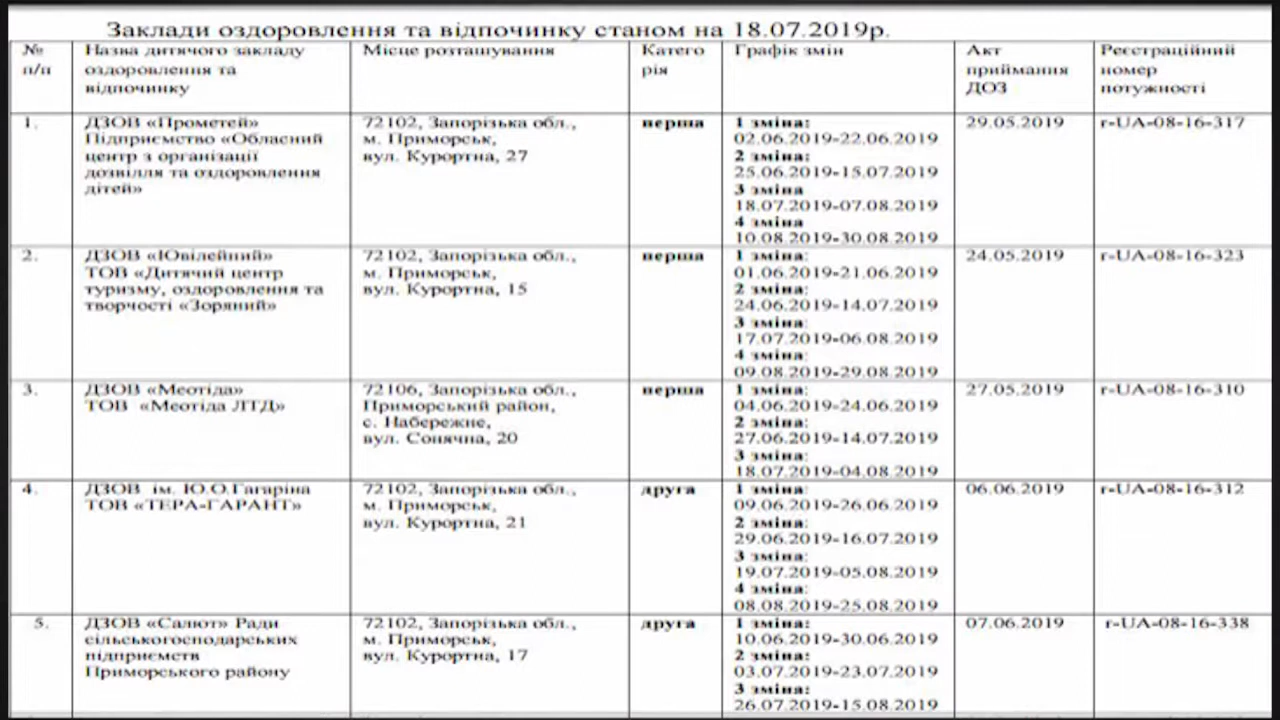 Заклади оздоровлення та відпочинку станом на 18.07.2019р.
№ п/п
Назва дитячого закладу
оздоровлення та
відпочинку
Місце розташування
Катего
рія
Графік змін
Акт
приймання
ДОЗ
Реєстраційний
номер
потужності
1.
ДЗОВ «Прометей»
Підприємство «Обласний
центр з організації
дозвілля та оздоровлення
дітей»
72102, Запорізька обл.,
м. Приморськ,
вул. Курортна, 27
перша
1 зміна:
02.06.2019-22.06.2019
2 зміна:
25.06.2019-15.07.2019
3 зміна
18.07.2019-07.08.2019
4 зміна
10.08.2019-30.08.2019
29.05.2019
r-UA-08-16-317
2.
ДЗОВ «Ювілейний»
ТОВ «Дитячий центр
туризму, оздоровлення та
творчості «Зоряний»
72102, Запорізька обл.,
м. Приморськ,
вул. Курортна, 15
перша
1 зміна:
01.06.2019-21.06.2019
2 зміна:
24.06.2019-14.07.2019
3 зміна:
17.07.2019-06.08.2019
4 зміна:
09.08.2019-29.08.2019
24.05.2019
r-UA-08-16-323
3.
ДЗОВ «Меотіда»
ТОВ «Меотіда ЛТД»
72106, Запорізька обл.,
Приморський район,
с. Набережне,
вул. Сонячна, 20
перша
1 зміна:
04.06.2019-24.06.2019
2 зміна:
27.06.2019-14.07.2019
3 зміна:
18.07.2019-04.08.2019
27.05.2019
r-UA-08-16-310
4.
ДЗОВ ім. Ю.О.Гагаріна
ТОВ «ТЕРА-ГАРАНТ»
72102, Запорізька обл.,
м. Приморськ,
вул. Курортна, 21
друга
1 зміна:
09.06.2019-26.06.2019
2 зміна:
29.06.2019-16.07.2019
3 зміна:
19.07.2019-05.08.2019
4 зміна:
08.08.2019-25.08.2019
06.06.2019
r-UA-08-16-312
5.
ДЗОВ «Салют» Ради
сільськогосподарських
підприємств
Приморського району
72102, Запорізька обл.,
м. Приморськ,
вул. Курортна, 17
друга
1 зміна:
10.06.2019-30.06.2019
2 зміна:
03.07.2019-23.07.2019
3 зміна:
26.07.2019-15.08.2019
07.06.2019
r-UA-08-16-338